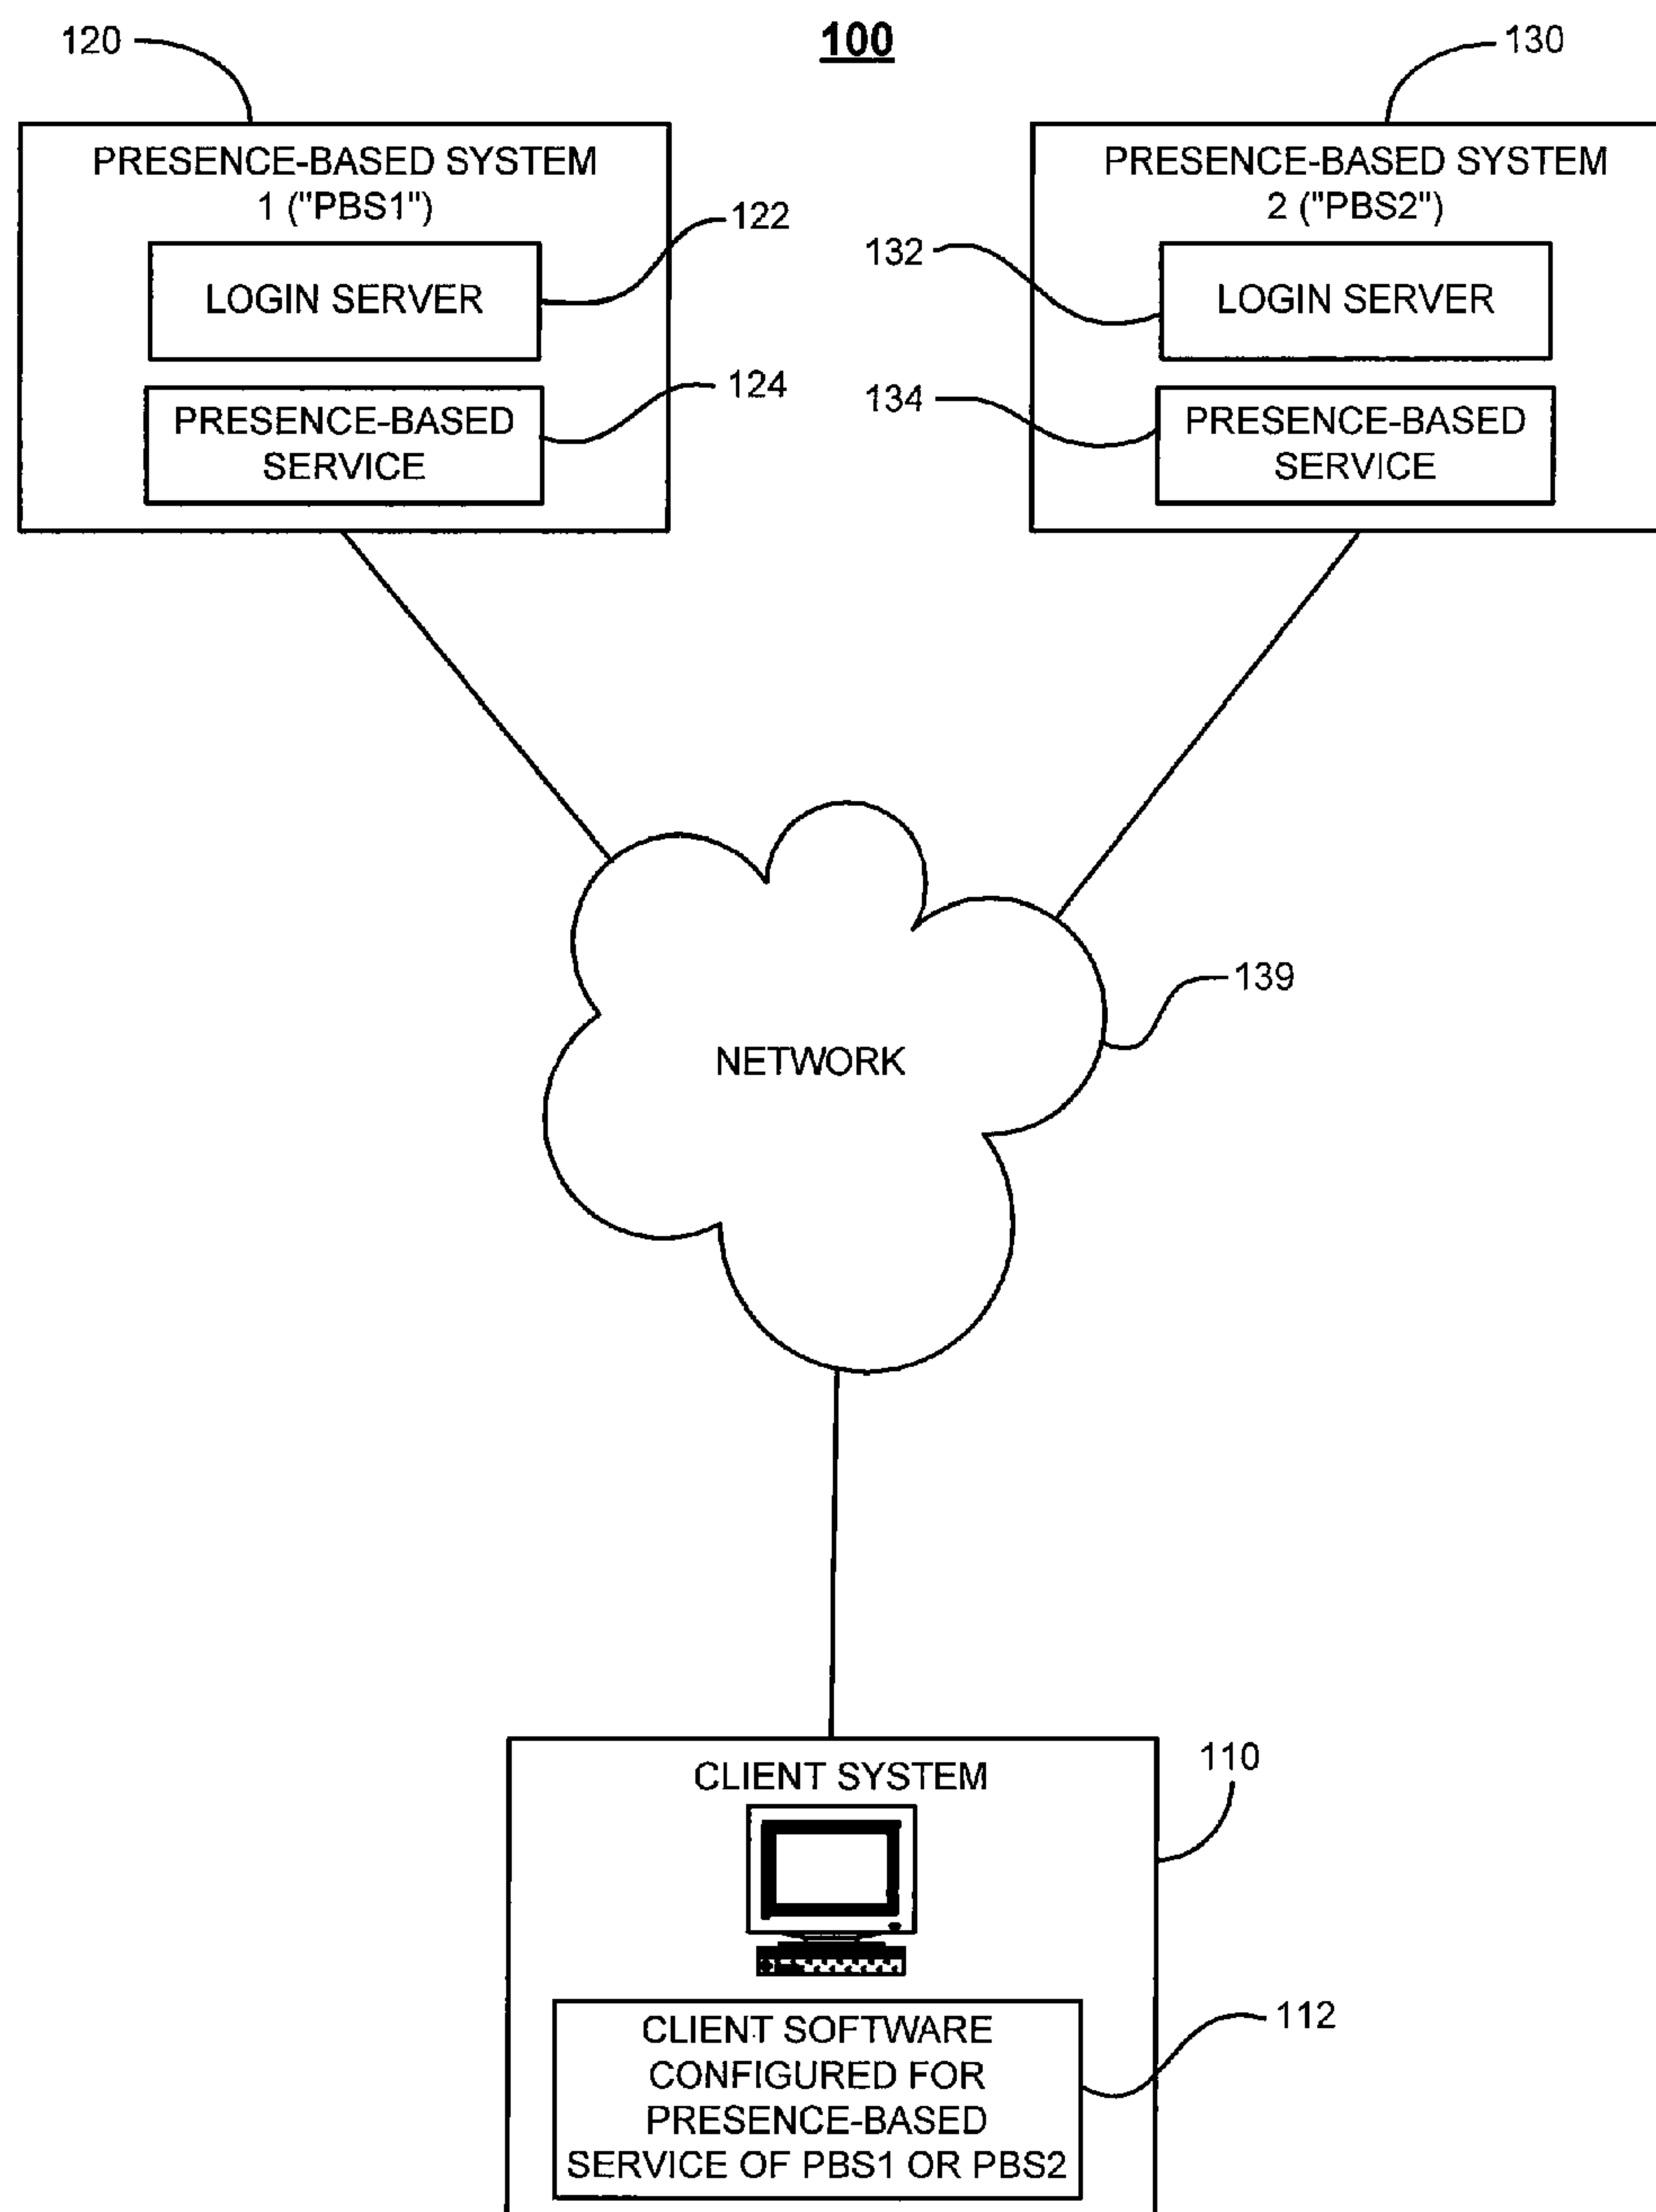 100
120
130
PRESENCE-BASED SYSTEM
1 ("PBS1")
122
LOGIN SERVER
124
PRESENCE-BASED
SERVICE
PRESENCE-BASED SYSTEM
2 ("PBS2")
132
LOGIN SERVER
134
PRESENCE-BASED
SERVICE
139
NETWORK
110
CLIENT SYSTEM
112
CLIENT SOFTWARE
CONFIGURED FOR
PRESENCE-BASED
SERVICE OF PBS1 OR PBS2